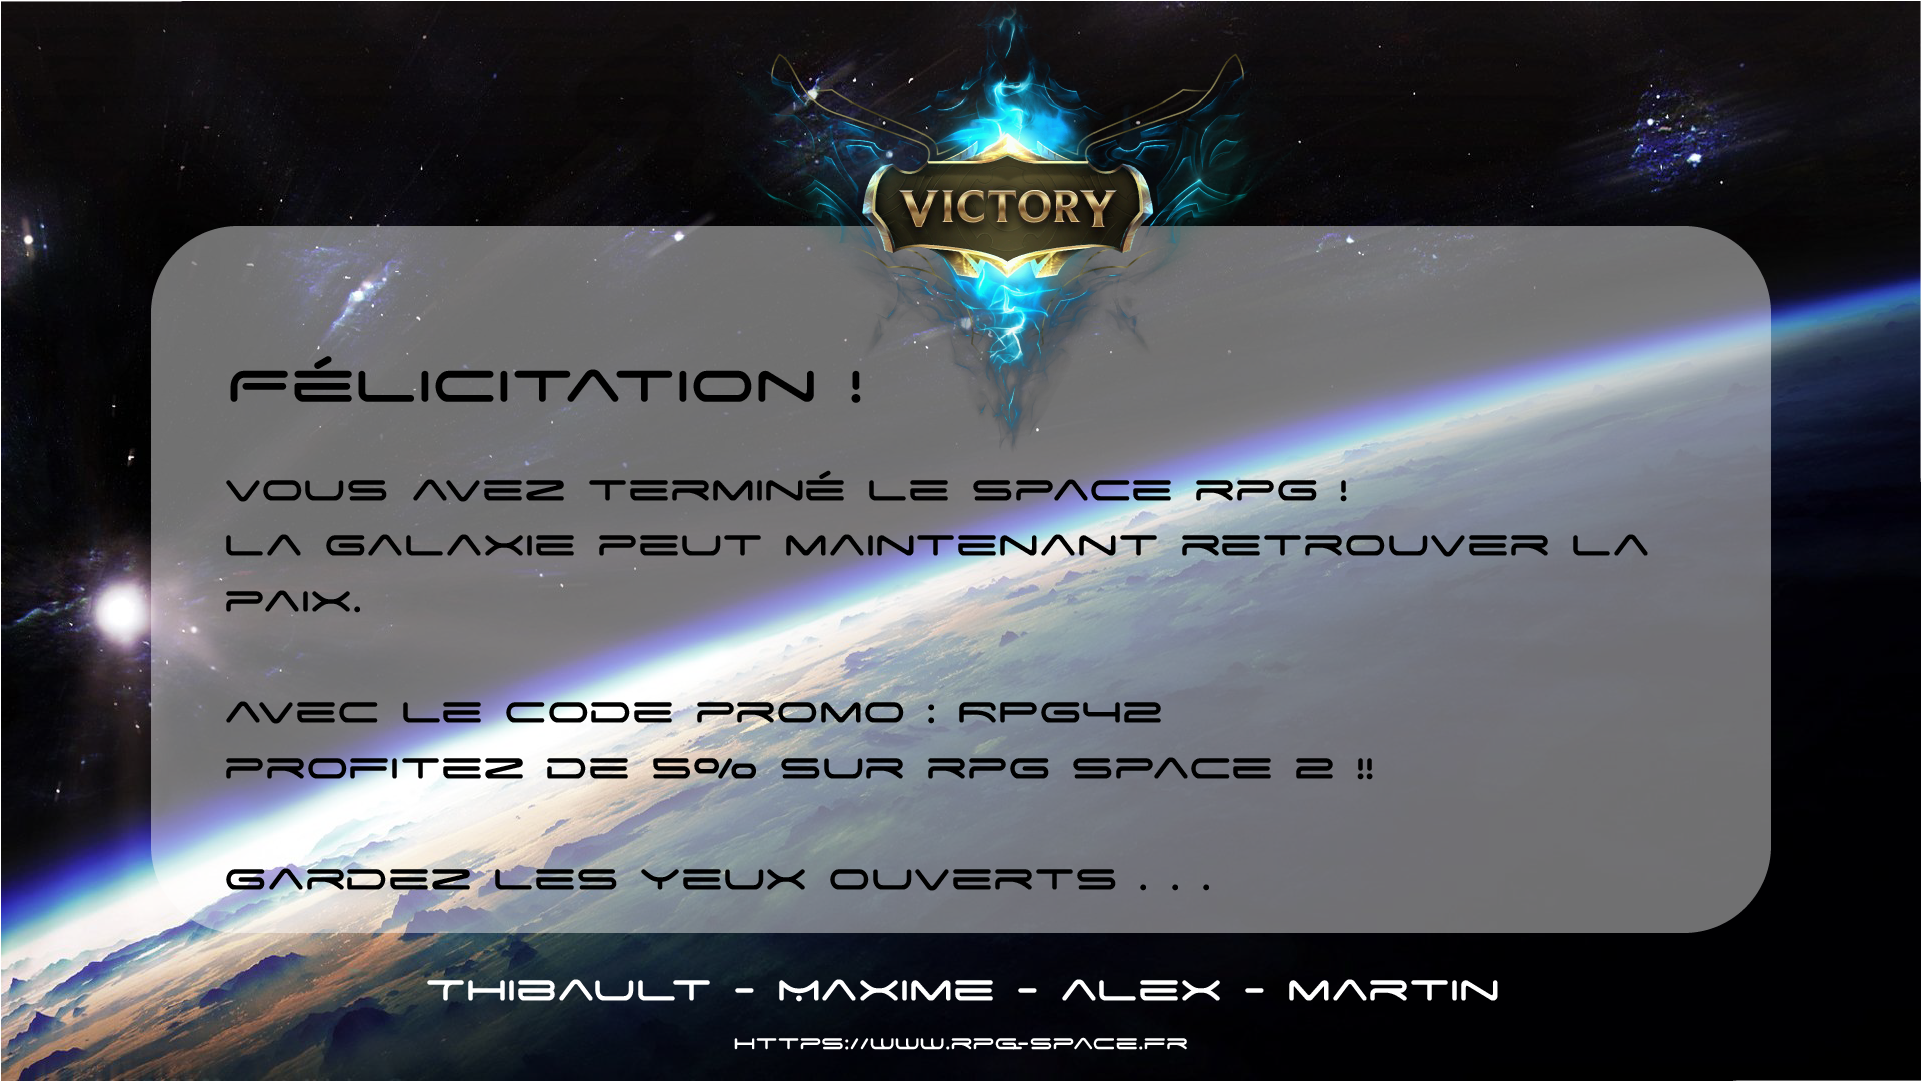 VICTORY
FÉLICITATION !
VOUS AVEZ TERMINÉ LE SPACE RPG !
LA GALAXIE PEUT MAINTENANT RETROUVER LA
PAIX.
AVEC LE CODE PROMO : RPG42
PROFITEZ DE 5% SUR RPG SPACE 2 !!
GARDEZ LES YEUX OUVERTS . . .
THIBAULT - MAXIME - ALEX - MARTIN
HTTPS://WWW.RPG-SPACE.FR